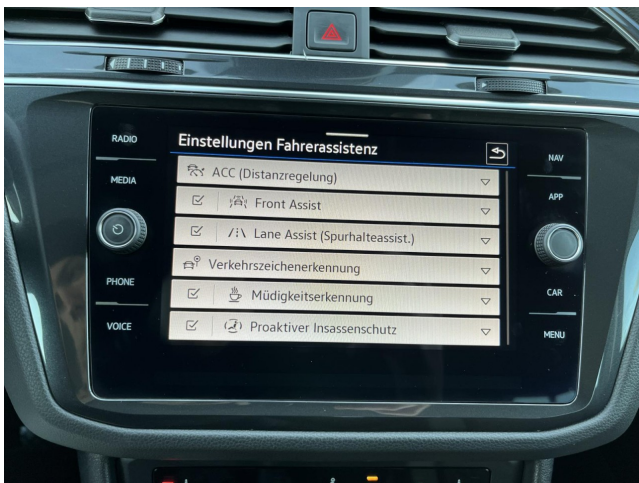 RADIO
MEDIA
PHONE
VOICE
Einstellungen Fahrerassistenz
ACC (Distanzregelung)
Front Assist
Lane Assist (Spurhalteassist.)
Verkehrszeichenerkennung
Müdigkeitserkennung
Proaktiver Insassenschutz
NAV
APP
CAR
MENU